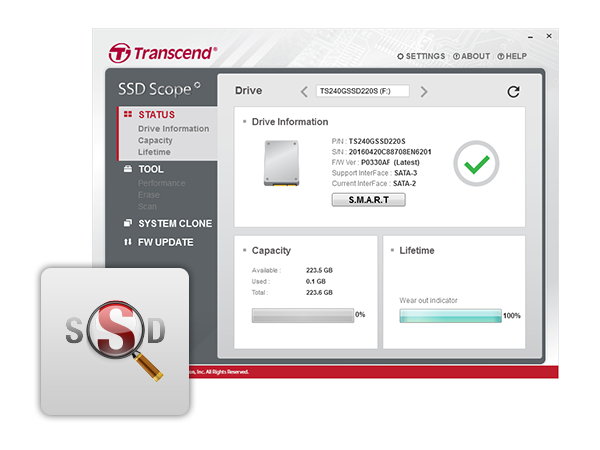 Transcend®
SETTINGS ABOUT HELP
SSD Scope
Drive
TS240GSSD220S (F:)
STATUS
Drive Information
Capacity
Lifetime
TOOL
Performance
Erase
Scan
SYSTEM CLONE
FW UPDATE
Drive Information
P/N : TS240GSSD220S
S/N : 20160420C88708EN6201
F/W Ver : P0330AF (Latest)
Support InterFace : SATA-3
Current InterFace : SATA-2
S.M.A.R.T
Capacity
Available : 223.5 GB
Used : 0.1 GB
Total : 223.6 GB
0%
Lifetime
Wear out indicator
100%
SSD
Inc. All Rights Reserved.